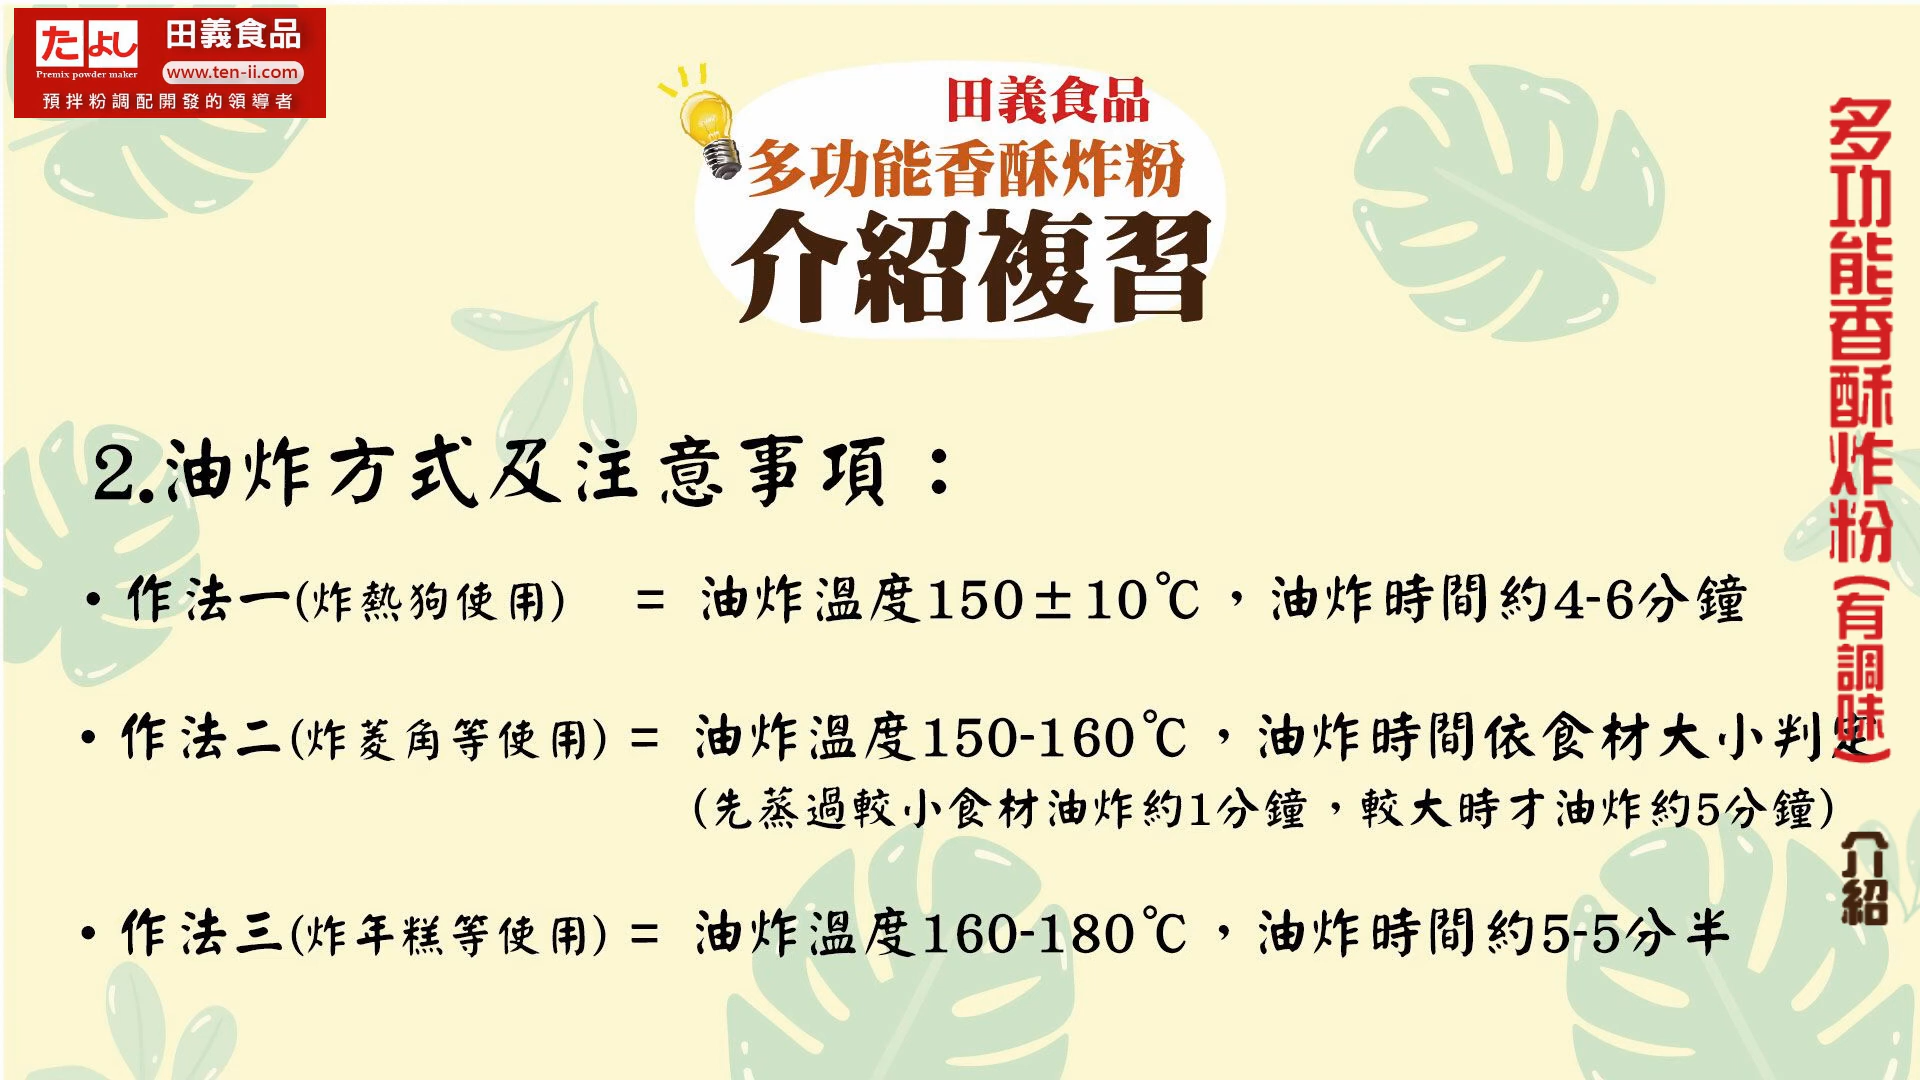 たよし
Premix powder maker
田義食品
www.ten-ii.com
預拌粉調配開發的領導者
田義食品
多功能香酥炸粉
介紹複習
2.油炸方式及注意事項：
•作法一(炸熱狗使用) = 油炸溫度150±10℃，油炸時間約4-6分鐘
•作法二(炸菱角等使用) = 油炸溫度150-160℃，油炸時間依食材大小判定
(先蒸過較小食材油炸約1分鐘，較大時才油炸約5分鐘)
•作法三(炸年糕等使用) = 油炸溫度160-180℃，油炸時間約5-5分半
多功能香酥炸粉(有調味) 介紹